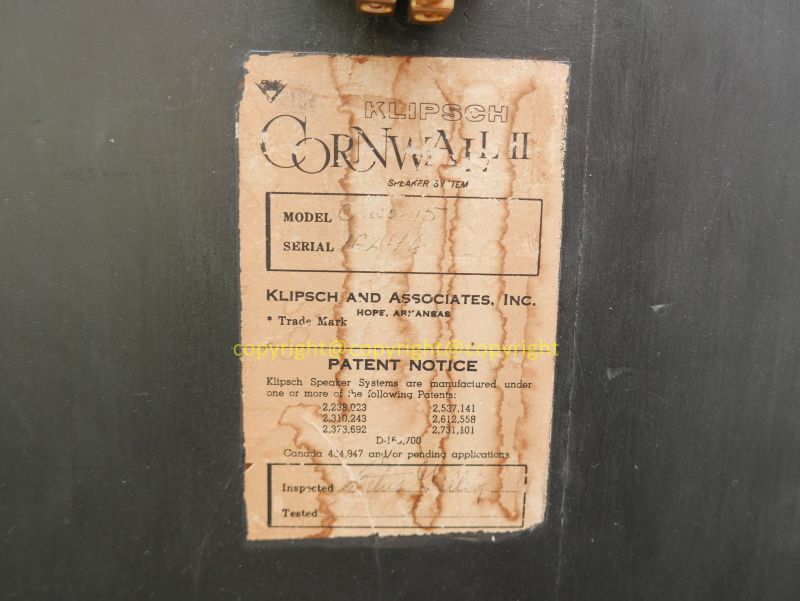 KLIPSCH
CORNWALL II
SPEAKER SYSTEM
MODEL
SERIAL
KLIPSCH AND ASSOCIATES, INC.
HOPE, ARKANSAS
* Trade Mark
copyright@copyright@copyright@copyright
PATENT NOTICE
Klipsch Speaker Systems are manufactured under
one or more of the following Patents:
2,238,023 2,537,141
2,310,243 2,612,558
2,373,692 2,731,101
Canada and/or pending applications
Inspected
Tested